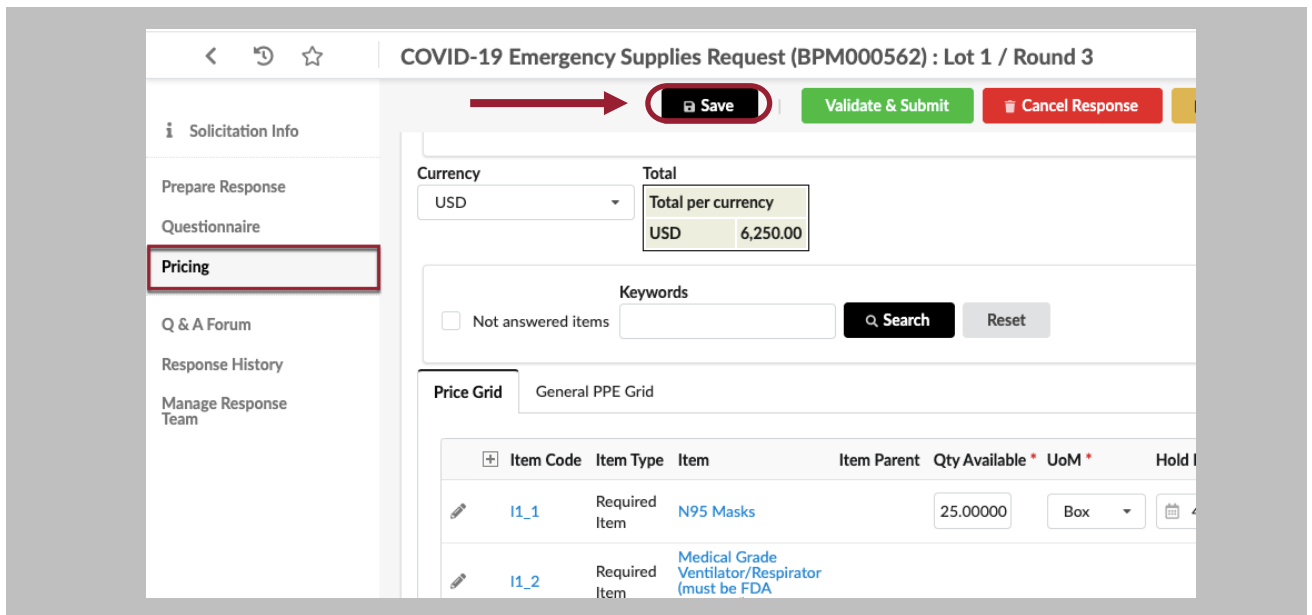 COVID-19 Emergency Supplies Request (BPM000562) : Lot 1 / Round 3
Save
Validate & Submit
Cancel Response
Solicitation Info
Prepare Response
Questionnaire
Pricing
Q & A Forum
Response History
Manage Response
Team
Currency
Total
USD
Total per currency
USD 6,250.00
Keywords
Not answered items
Search
Reset
Price Grid
General PPE Grid
Item Code Item Type Item Item Parent Qty Available * UoM * Hold
I1_1
Required
Item
N95 Masks
25.00000
Box
I1_2
Required
Item
Medical Grade
Ventilator/Respirator
(must be FDA